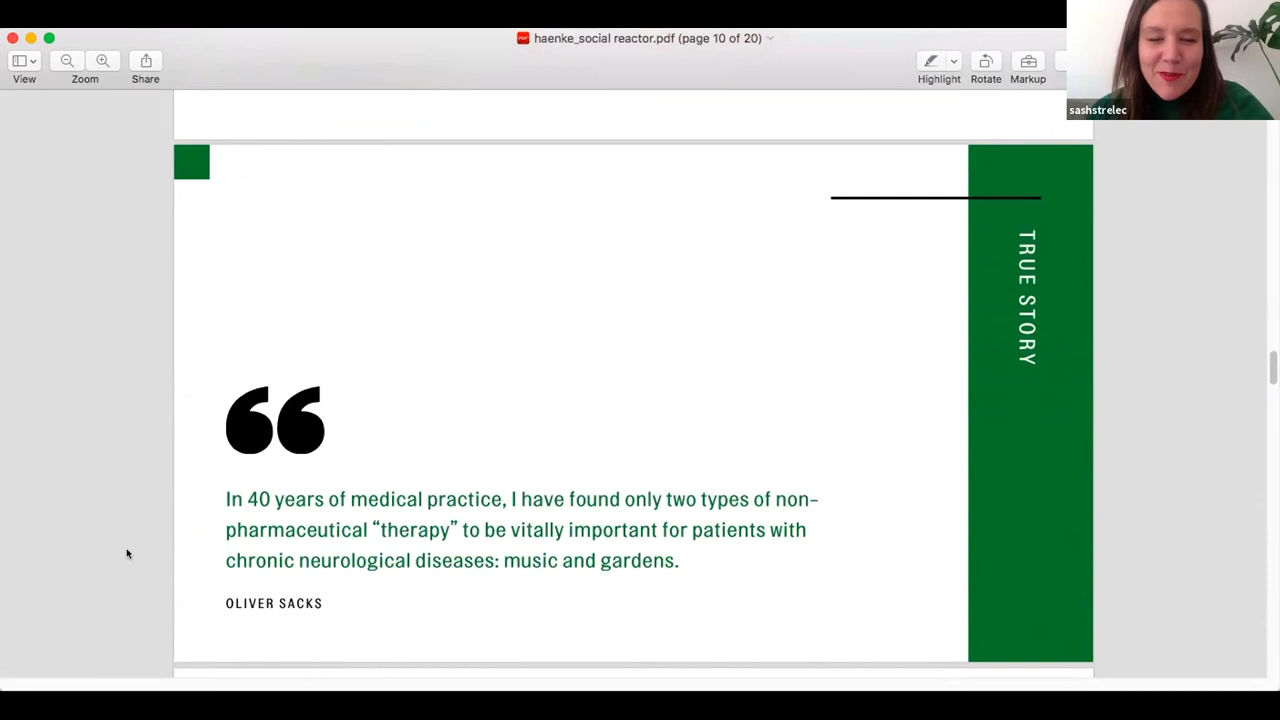 haenke_social reactor.pdf (page 10 of 20)
View
Zoom
Share
Highlight
Rotate
Markup
sashstrelec
TRUE STORY
“
In 40 years of medical practice, I have found only two types of non-
pharmaceutical “therapy” to be vitally important for patients with
chronic neurological diseases: music and gardens.
OLIVER SACKS